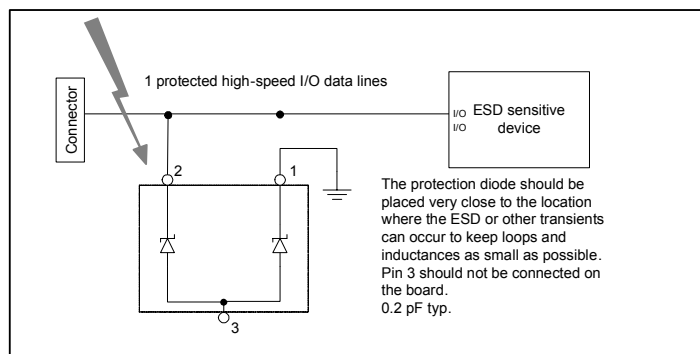 1 protected high-speed I/O data lines
Connector
I/O
I/O
ESD sensitive
device
2
1
3
The protection diode should be
placed very close to the location
where the ESD or other transients
can occur to keep loops and
inductances as small as possible.
Pin 3 should not be connected on
the board.
0.2 pF typ.